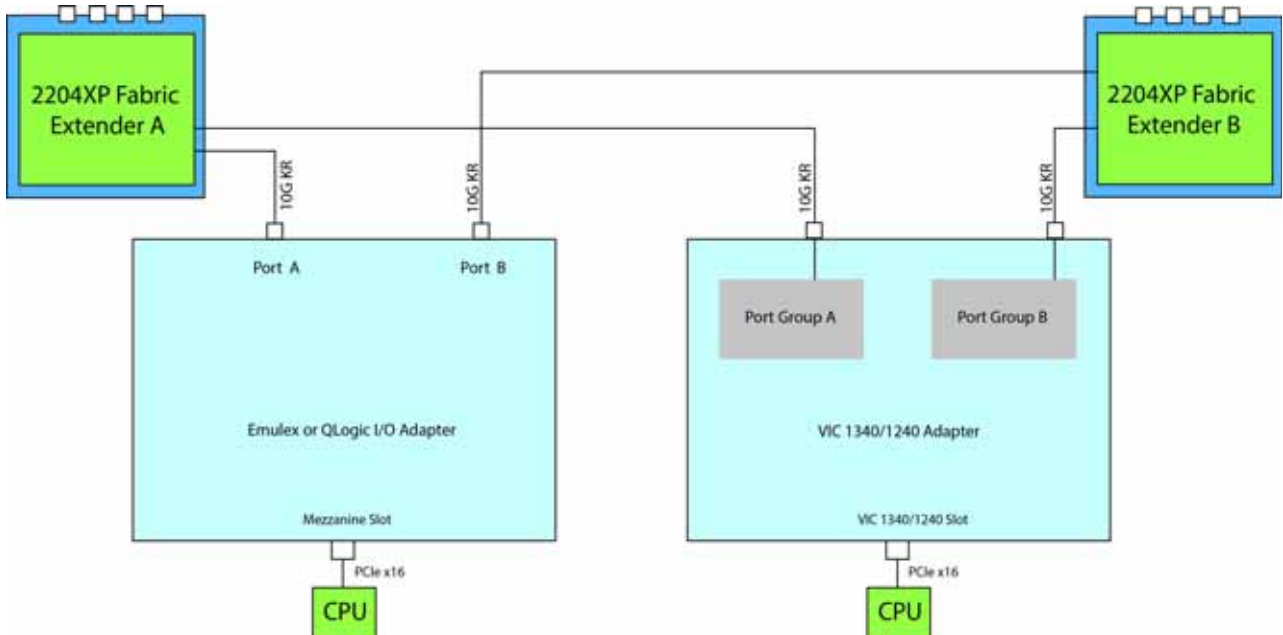 2204XP Fabric
Extender A
2204XP Fabric
Extender B
10G KR
10G KR
10G KR
Port A
Port B
Port Group A
Port Group B
Emulex or QLogic I/O Adapter
VIC 1340/1240 Adapter
Mezzanine Slot
VIC 1340/1240 Slot
PCIe x16
PCIe x16
CPU
CPU